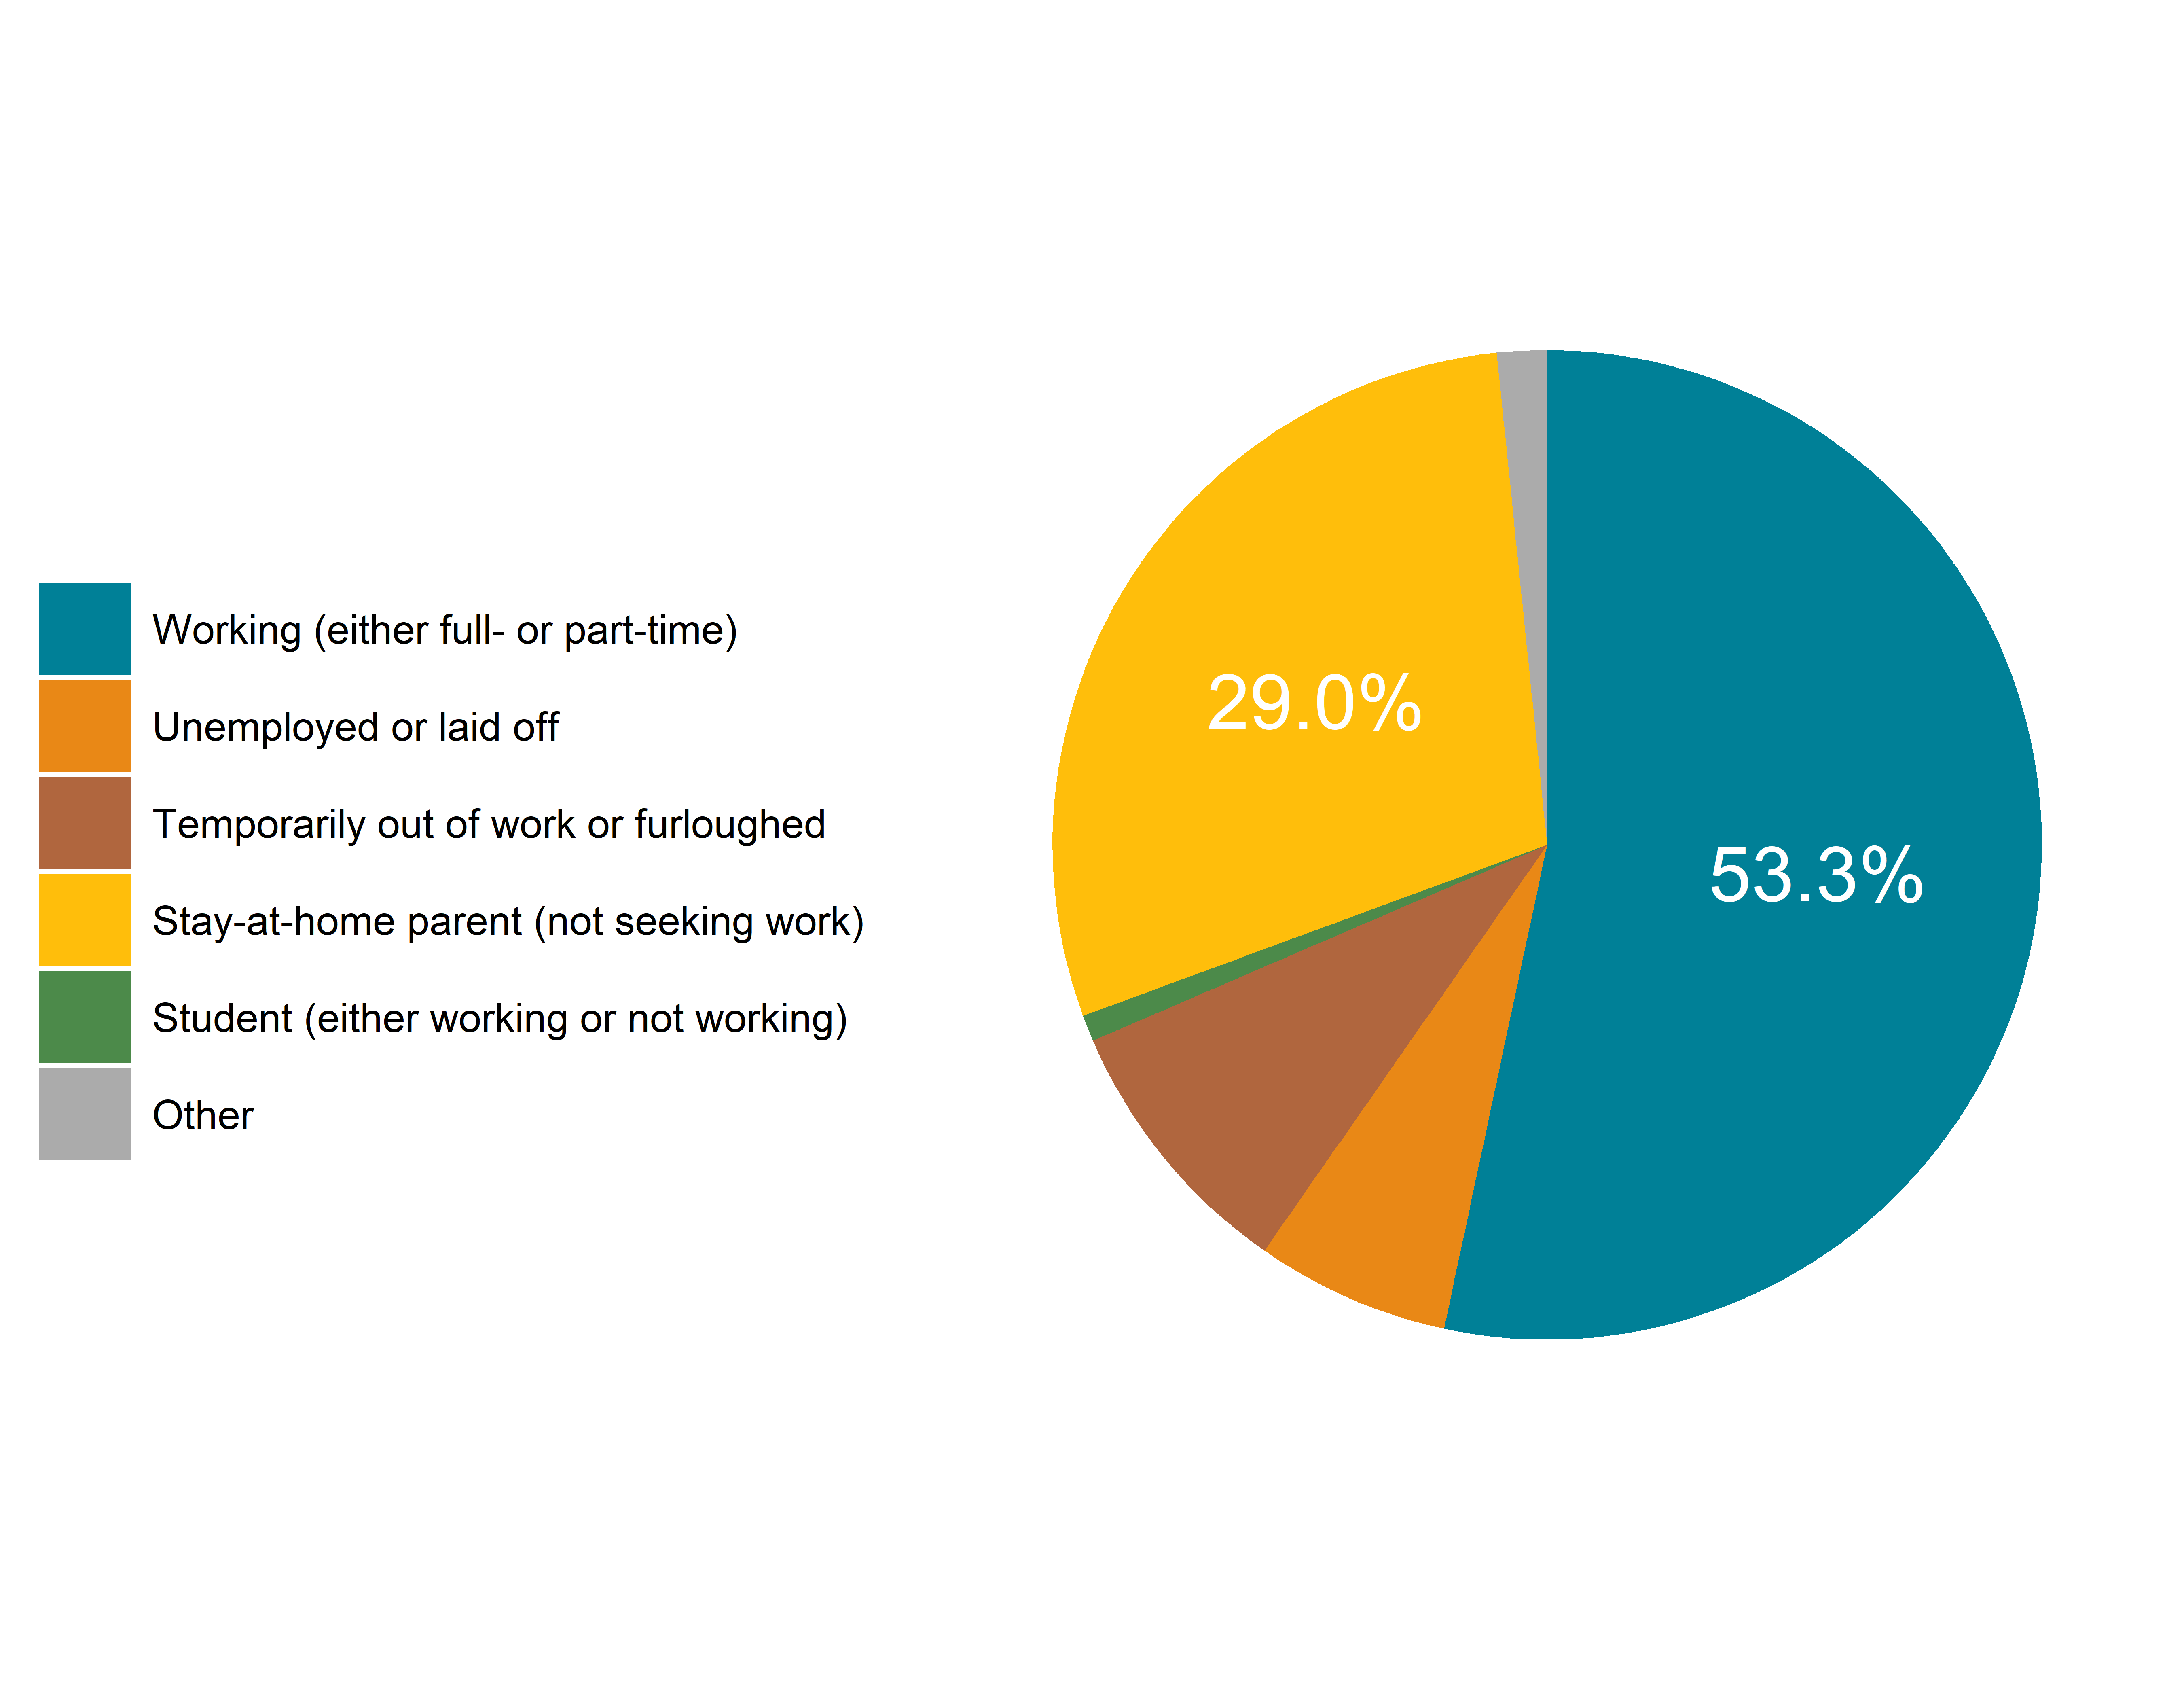 Working (either full- or part-time)
Unemployed or laid off
Temporarily out of work or furloughed
Stay-at-home parent (not seeking work)
Student (either working or not working)
Other
29.0%
53.3%